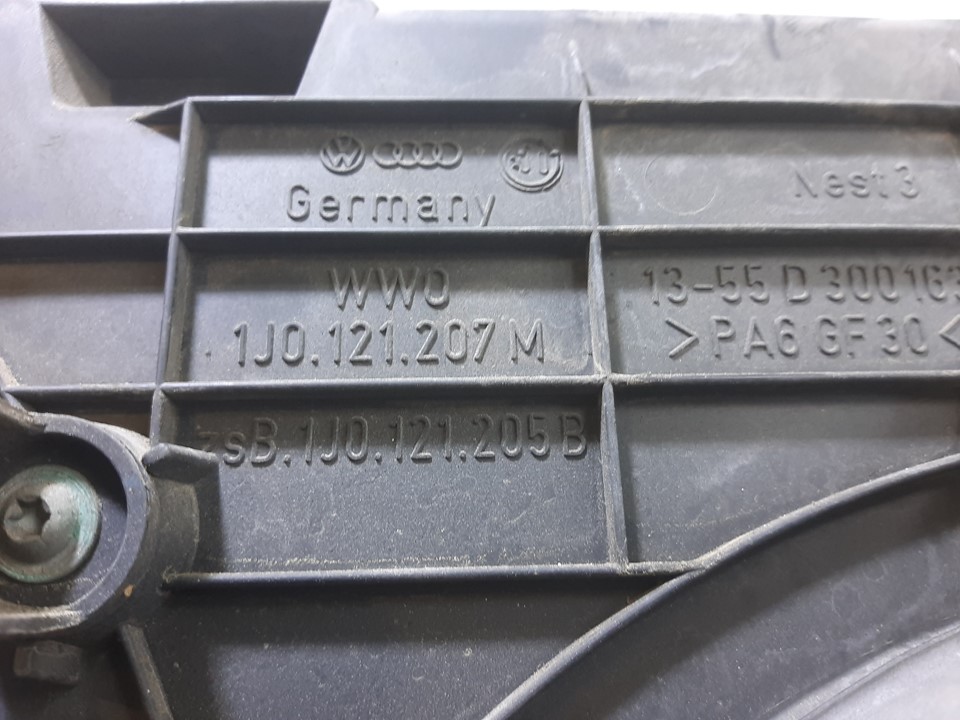 Germany
Nest 3
WWO
1J0.121.207 M
13-55 D 300163
>PA6 GF30<
zsB.1J0.121.205 B